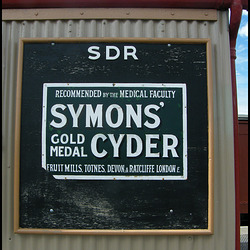 SDR
RECOMMENDED BY THE MEDICAL FACULTY
SYMONS'
GOLD MEDAL CYDER
FRUIT MILLS, TOTNES, DEVON, & RATCLIFFE LONDON E.